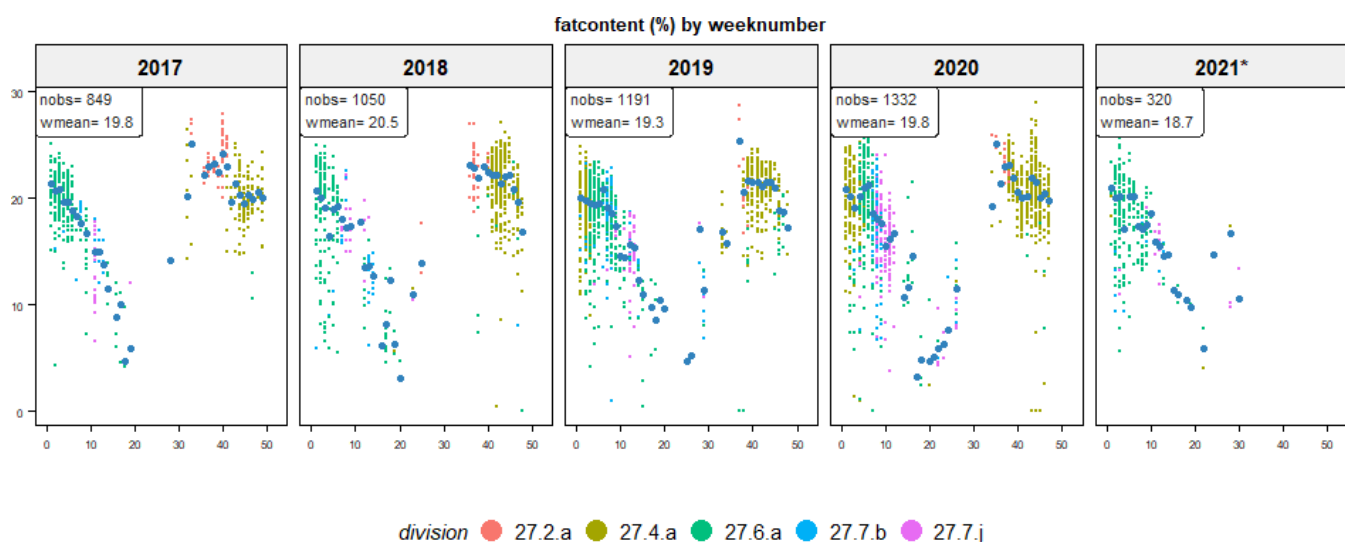 fatcontent (%) by weeknumber
2017 2018 2019 2020 2021*
nobs= 849 nobs= 1050 nobs= 1191 nobs= 1332 nobs= 320
wmean= 19.8 wmean= 20.5 wmean= 19.3 wmean= 19.8 wmean= 18.7
30
20
10
0
0 10 20 30 40 50 0 10 20 30 40 50 0 10 20 30 40 50 0 10 20 30 40 50 0 10 20 30 40 50
division 27.2.a 27.4.a 27.6.a 27.7.b 27.7.j